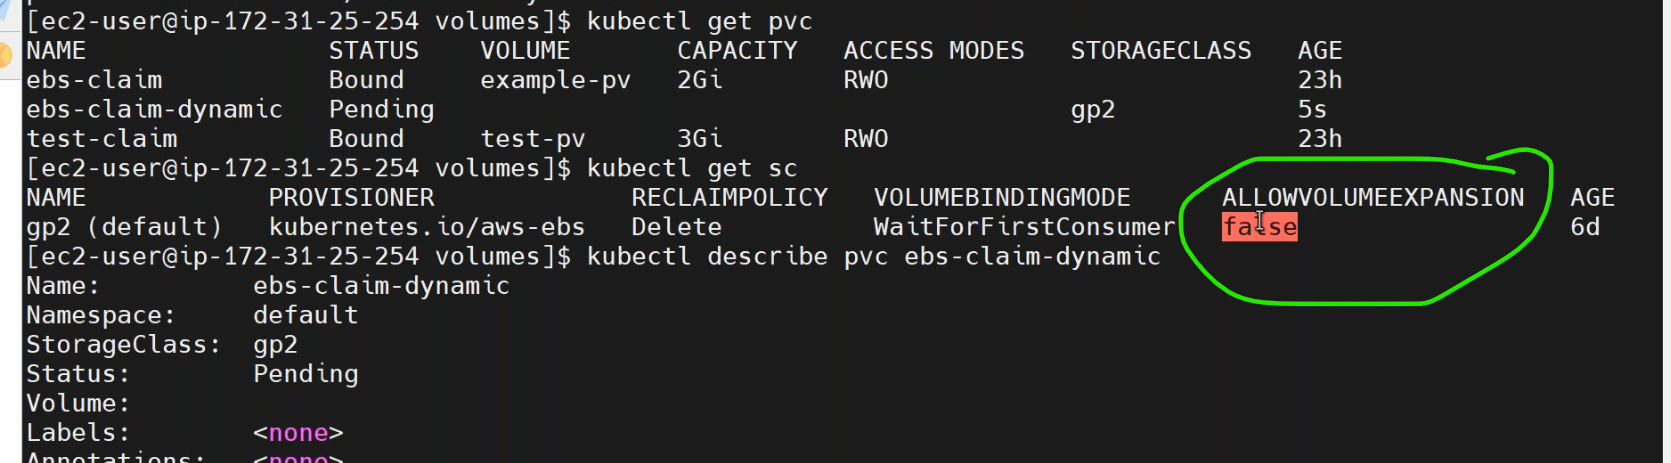 [ec2-user@ip-172-31-25-254 volumes]$ kubectl get pvc
NAME STATUS VOLUME CAPACITY ACCESS MODES STORAGECLASS AGE
ebs-claim Bound example-pv 2Gi RWO 23h
ebs-claim-dynamic Pending gp2 5s
test-claim Bound test-pv 3Gi RWO 23h
[ec2-user@ip-172-31-25-254 volumes]$ kubectl get sc
NAME PROVISIONER RECLAIMPOLICY VOLUMEBINDINGMODE ALLOWVOLUMEEXPANSION AGE
gp2 (default) kubernetes.io/aws-ebs Delete WaitForFirstConsumer false 6d
[ec2-user@ip-172-31-25-254 volumes]$ kubectl describe pvc ebs-claim-dynamic
Name: ebs-claim-dynamic
Namespace: default
StorageClass: gp2
Status: Pending
Volume:
Labels: <none>
Annotations: <none>